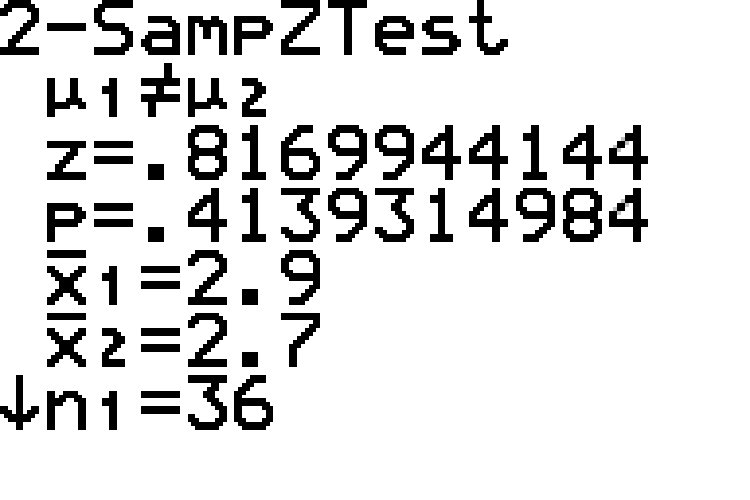 2-SampZTest
μ₁≠μ₂
z=.8169944144
p=.4139314984
x̄₁=2.9
x̄₂=2.7
↓n₁=36